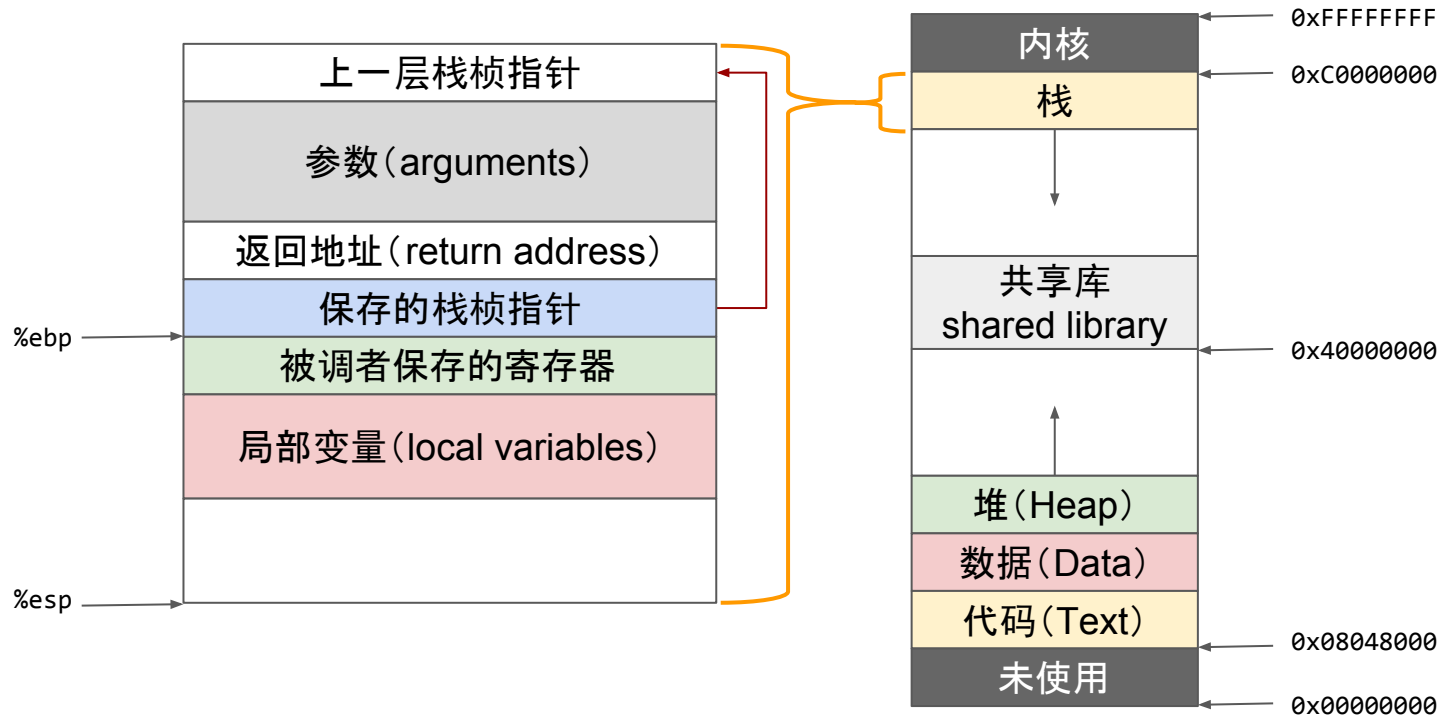 上一层栈桢指针
参数（arguments）
返回地址（return address）
保存的栈桢指针
%ebp
被调者保存的寄存器
局部变量（local variables）
%esp
内核
0xFFFFFFFF
0xC0000000
栈
共享库
shared library
0x40000000
堆（Heap）
数据（Data）
代码（Text）
0x08048000
未使用
0x00000000